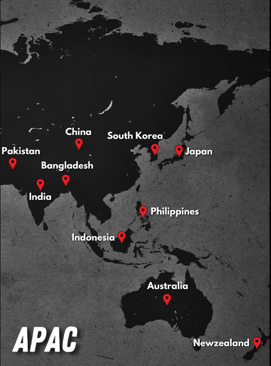 China
South Korea
Japan
Pakistan
Bangladesh
India
Philippines
Indonesia
Australia
Newzealand
APAC